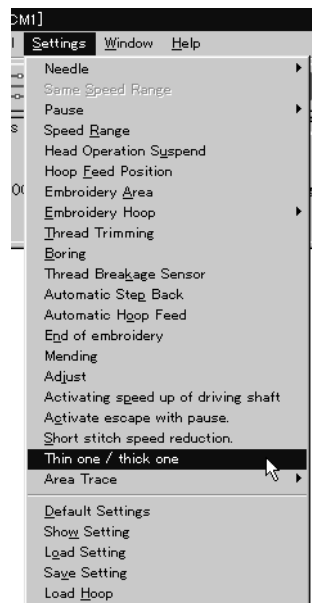 CM1]
Settings Window Help
Needle
Same Speed Range
Pause
Speed Range
Head Operation Suspend
Hoop Feed Position
Embroidery Area
Embroidery Hoop
Thread Trimming
Boring
Thread Breakage Sensor
Automatic Step Back
Automatic Hoop Feed
End of embroidery
Mending
Adjust
Activating speed up of driving shaft
Activate escape with pause.
Short stitch speed reduction.
Thin one / thick one
Area Trace
Default Settings
Show Setting
Load Setting
Save Setting
Load Hoop